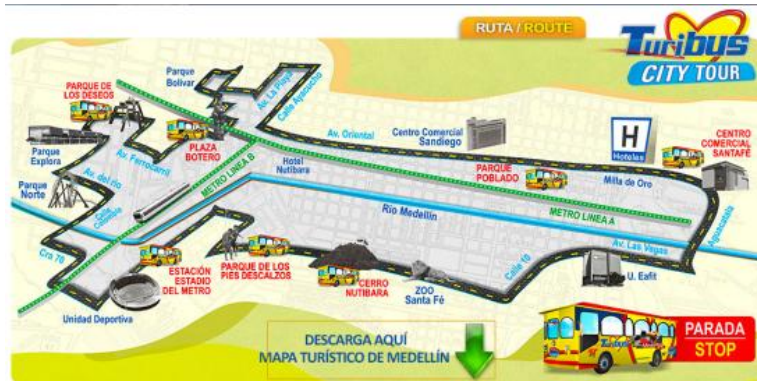 RUTA / ROUTE
Turibus
CITY TOUR
Parque
Bolivar
Av. La Playa
Calle Ayacucho
PARQUE DE
LOS DESEOS
PLAZA
BOTERO
Av. Oriental
Centro Comercial
Sandiego
H
Hoteles
CENTRO
COMERCIAL
SANTAFÉ
Parque
Explora
Av. Ferrocarril
METRO LINEA B
Hotel
Nutibara
PARQUE
POBLADO
Milla de Oro
Parque
Norte
Av. del río
Calle
Colombia
Río Medellín
METRO LINEA A
Av. Las Vegas
Aguacatala
Cra 70
ESTACIÓN
ESTADIO
DEL METRO
PARQUE DE LOS
PIES DESCALZOS
CERRO
NUTIBARA
ZOO
Santa Fé
Calle 10
U. Eafit
Unidad Deportiva
DESCARGA AQUÍ
MAPA TURÍSTICO DE MEDELLÍN
Turibus
PARADA
STOP